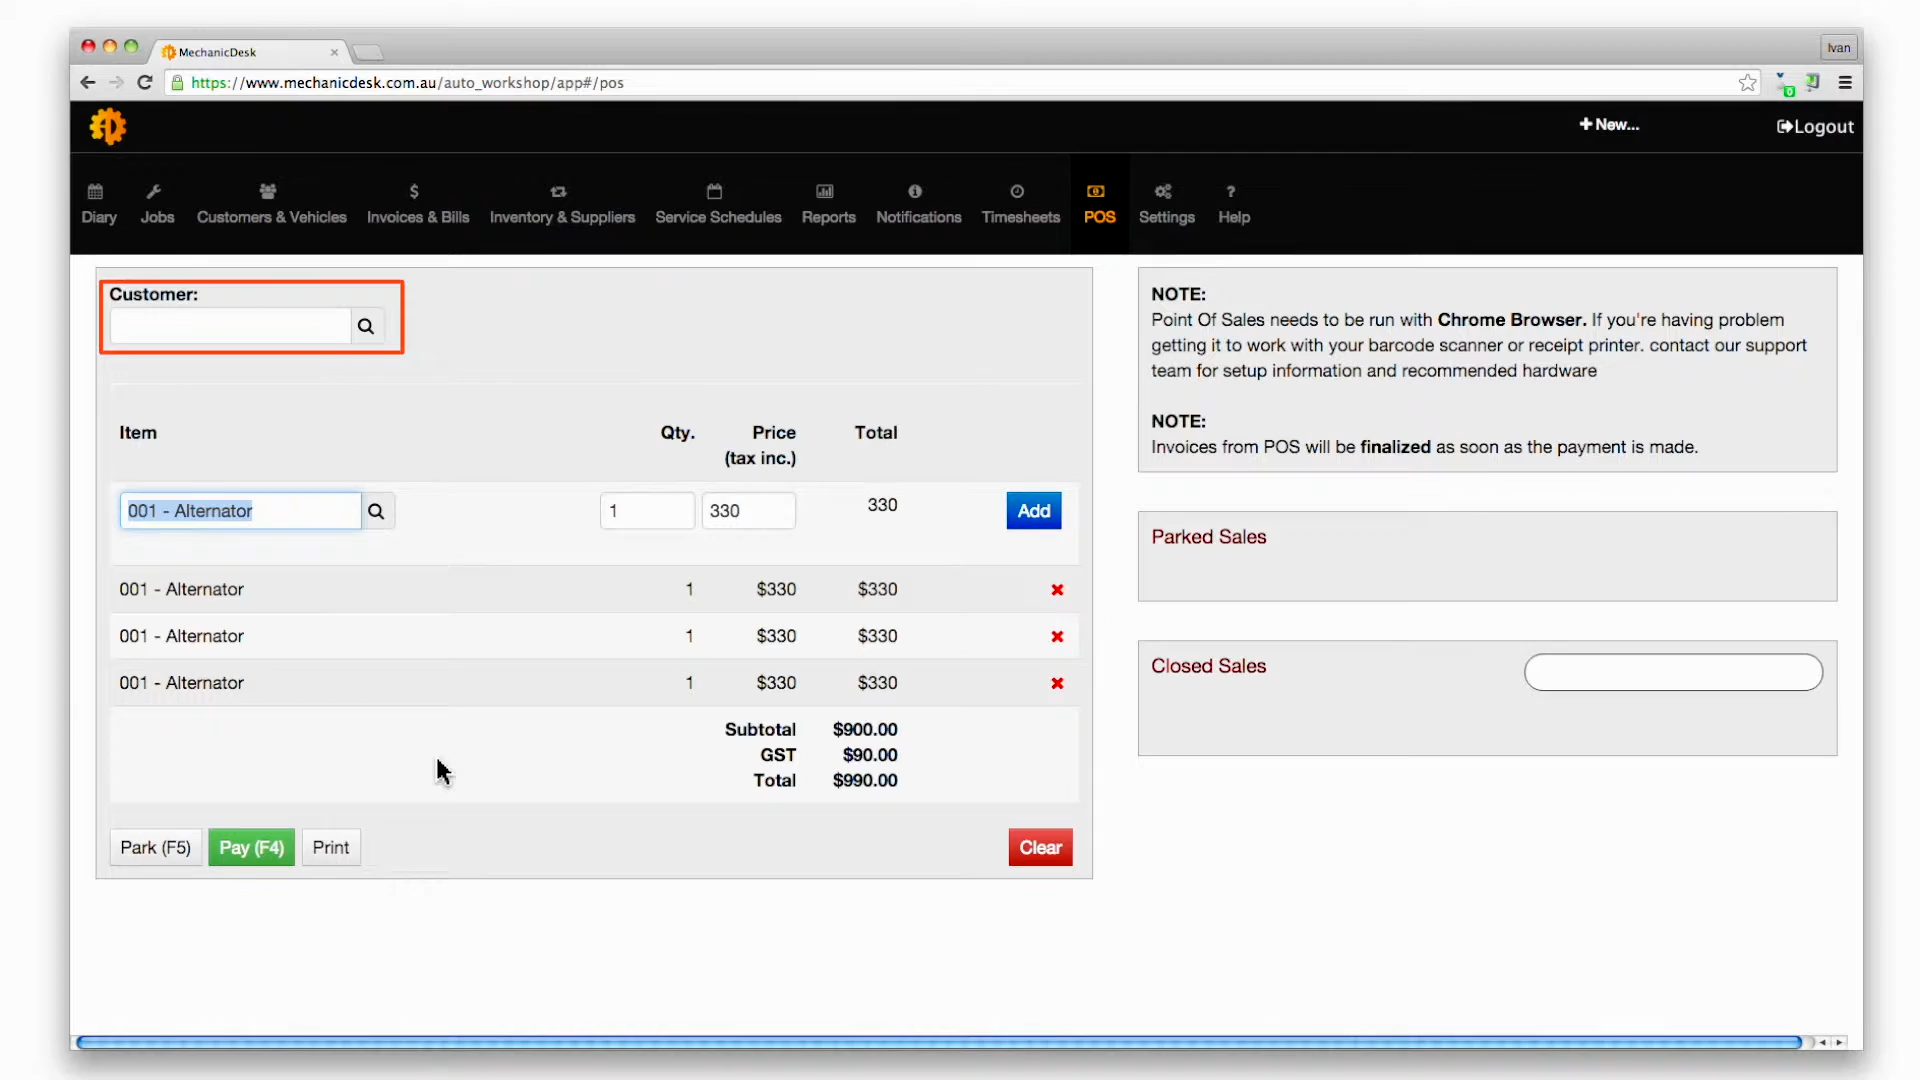 MechanicDesk
Ivan
https://www.mechanicdesk.com.au/auto_workshop/app#/pos
0
+ New...
Logout
Diary Jobs Customers & Vehicles Invoices & Bills Inventory & Suppliers Service Schedules Reports Notifications Timesheets POS Settings Help
Customer:
Item Qty. Price Total
(tax inc.)
001 - Alternator 1 330 330 Add
001 - Alternator 1 $330 $330
001 - Alternator 1 $330 $330
001 - Alternator 1 $330 $330
Subtotal $900.00
GST $90.00
Total $990.00
Park (F5) Pay (F4) Print Clear
NOTE:
Point Of Sales needs to be run with Chrome Browser. If you're having problem
getting it to work with your barcode scanner or receipt printer. contact our support
team for setup information and recommended hardware
NOTE:
Invoices from POS will be finalized as soon as the payment is made.
Parked Sales
Closed Sales